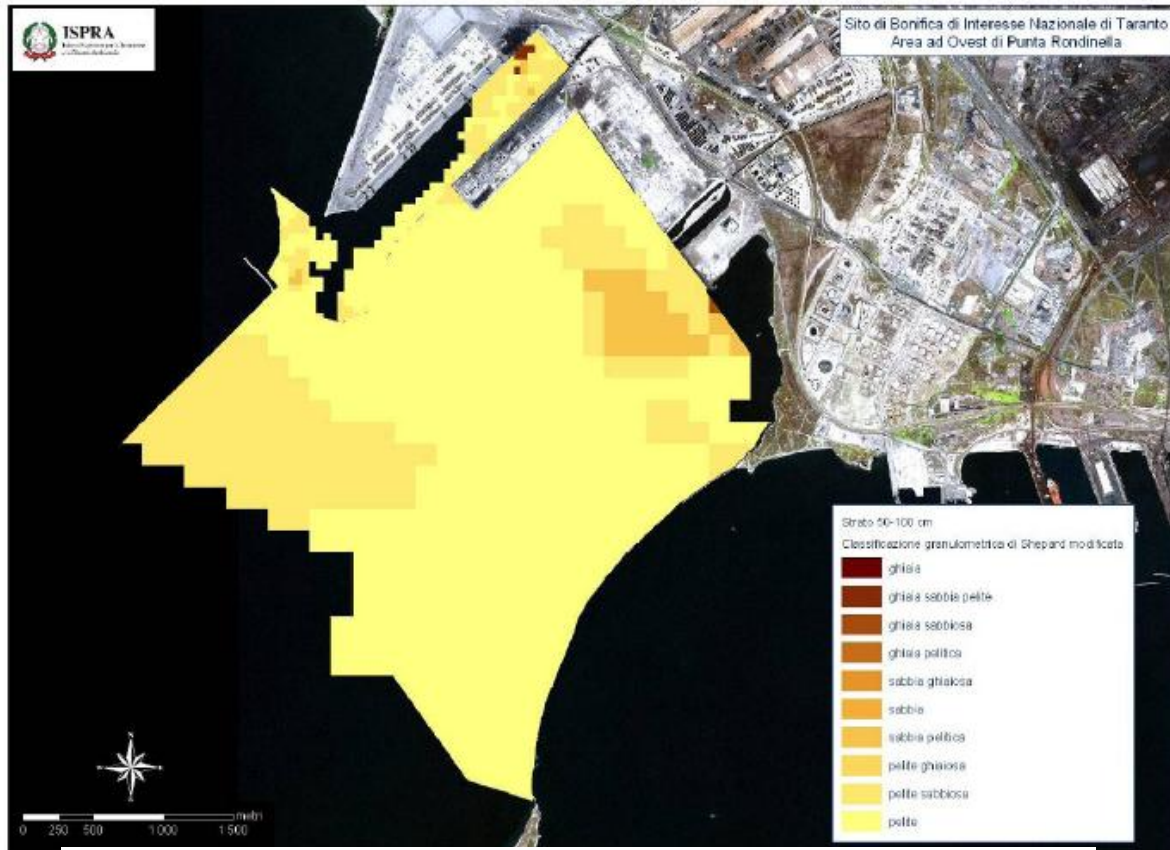 ISPRA
Sito di Bonifica di Interesse Nazionale di Taranto
Area ad Ovest di Punta Rondinella
Strato 50-100 cm
Classificazione granulometrica di Shepard modificata
ghiaia
ghiaia sabbia pelite
ghiaia sabbiosa
ghiaia pelitica
sabbia ghiaiosa
sabbia
sabbia pelitica
pelite ghiaiosa
pelite sabbiosa
pelite
metri
0 250 500 1 000 1 500